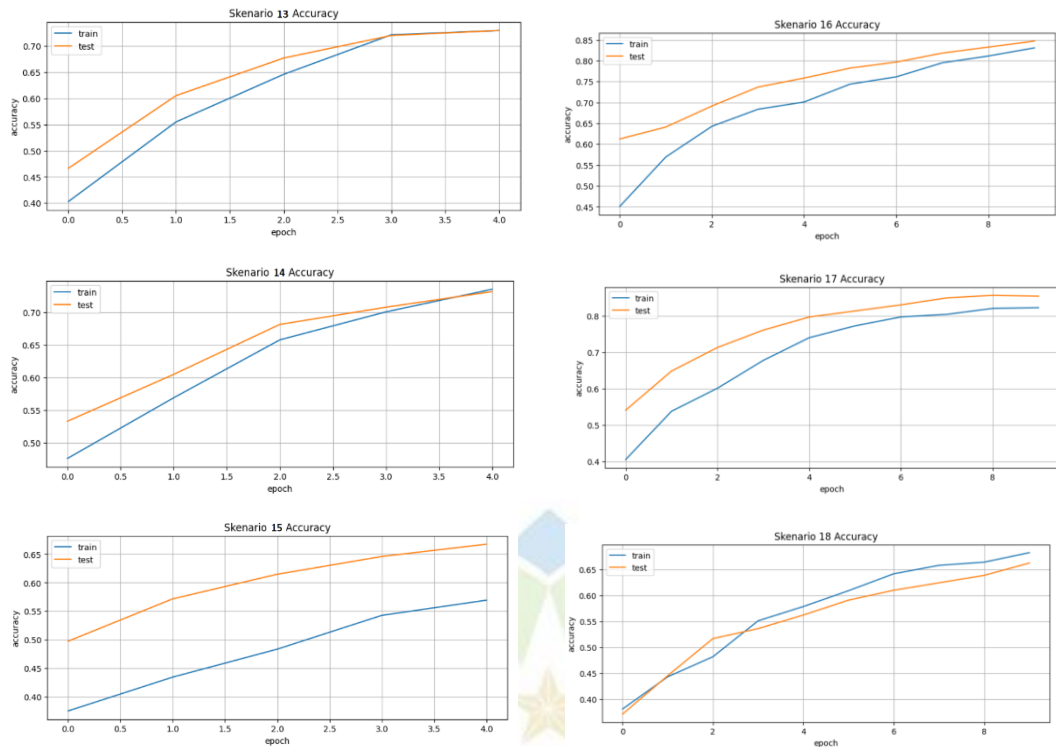 Skenario 13 Accuracy
train
test
accuracy
0.70
0.65
0.60
0.55
0.50
0.45
0.40
0.0 0.5 1.0 1.5 2.0 2.5 3.0 3.5 4.0
epoch
Skenario 14 Accuracy
train
test
accuracy
0.70
0.65
0.60
0.55
0.50
0.0 0.5 1.0 1.5 2.0 2.5 3.0 3.5 4.0
epoch
Skenario 15 Accuracy
train
test
accuracy
0.65
0.60
0.55
0.50
0.45
0.40
0.0 0.5 1.0 1.5 2.0 2.5 3.0 3.5 4.0
epoch
Skenario 16 Accuracy
train
test
accuracy
0.85
0.80
0.75
0.70
0.65
0.60
0.55
0.50
0.45
0 2 4 6 8
epoch
Skenario 17 Accuracy
train
test
accuracy
0.8
0.7
0.6
0.5
0.4
0 2 4 6 8
epoch
Skenario 18 Accuracy
train
test
accuracy
0.65
0.60
0.55
0.50
0.45
0.40
0 2 4 6 8
epoch